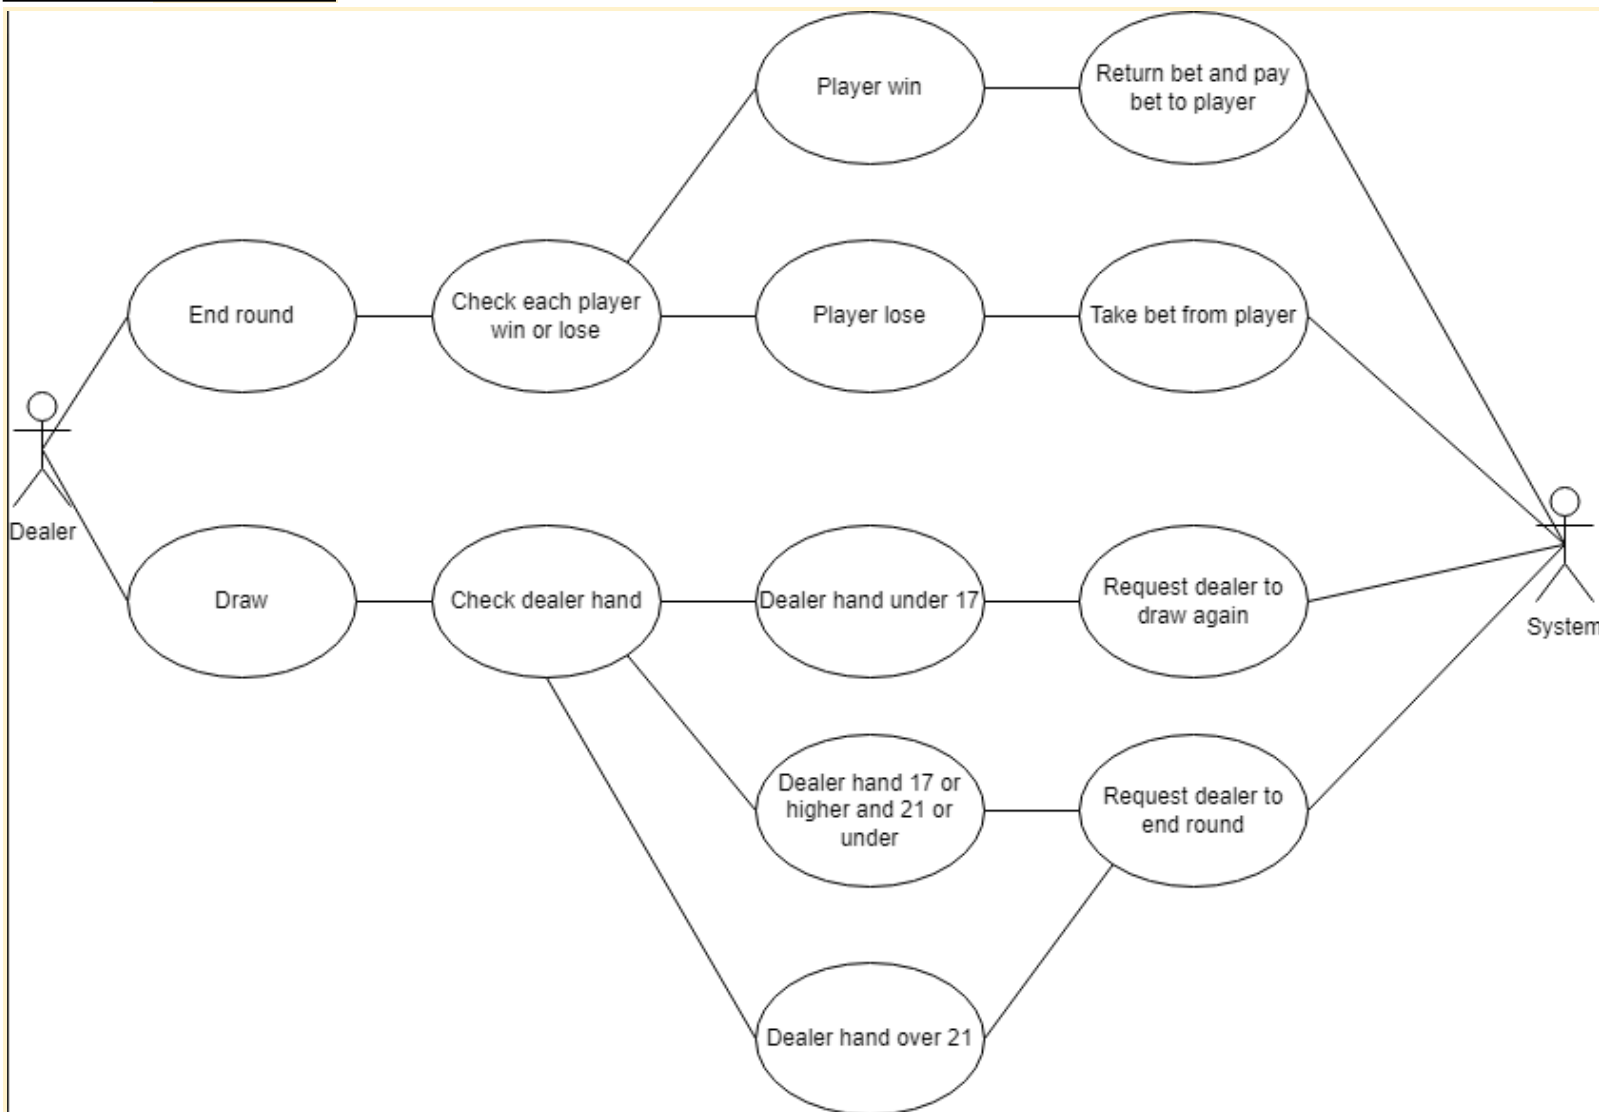 Player win
Return bet and pay
bet to player
End round
Check each player
win or lose
Player lose
Take bet from player
Dealer
Draw
Check dealer hand
Dealer hand under 17
Request dealer to
draw again
System
Dealer hand 17 or
higher and 21 or
under
Request dealer to
end round
Dealer hand over 21